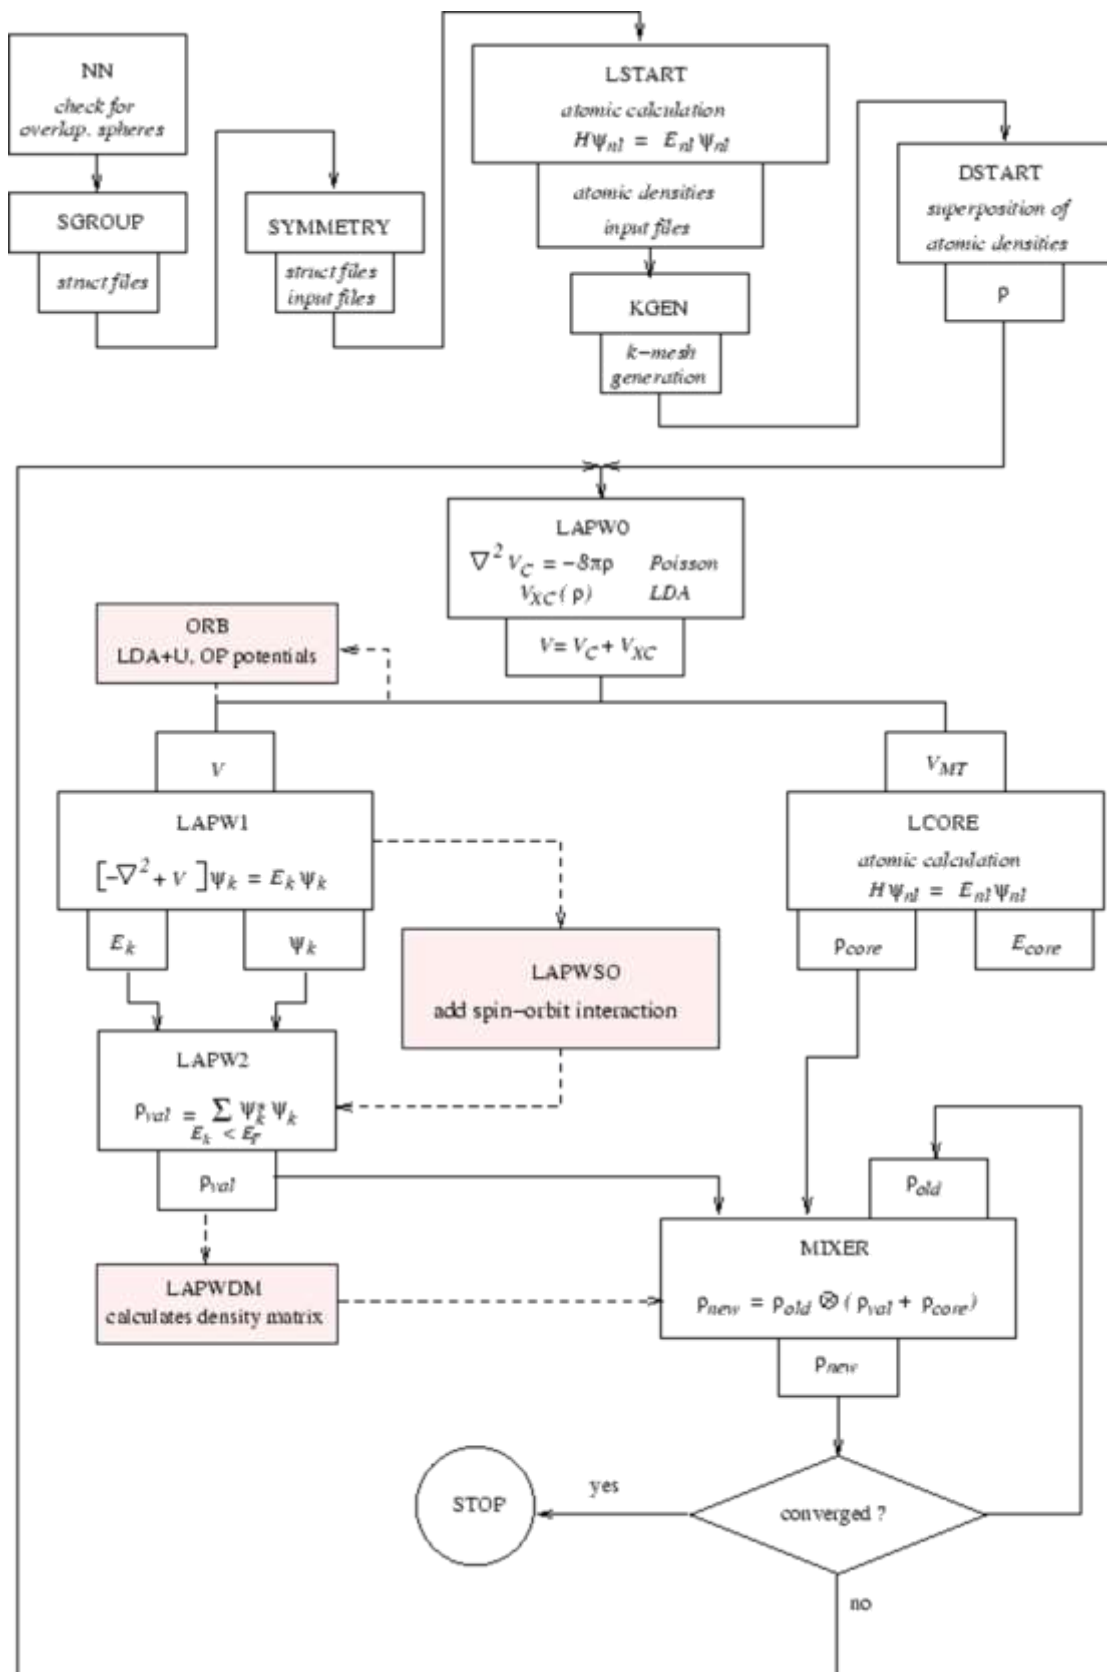 NN
check for
overlap. spheres
SGROUP
struct files
SYMMETRY
struct files
input files
LSTART
atomic calculation
Hψnl = Enl ψnl
atomic densities
input files
KGEN
k-mesh
generation
DSTART
superposition of
atomic densities
ρ
LAPW0
∇² VC = -8πρ Poisson
VXC(ρ) LDA
V = VC + VXC
ORB
LDA+U, OP potentials
V
LAPW1
[-∇² + V ]ψk = Ek ψk
Ek
ψk
LAPWSO
add spin-orbit interaction
VMT
LCORE
atomic calculation
Hψnl = Enl ψnl
ρcore
Ecore
LAPW2
ρval = Σ ψk* ψk
Ek < EF
ρval
LAPWDM
calculates density matrix
ρold
MIXER
ρnew = ρold ⊗ (ρval + ρcore)
ρnew
STOP
yes
converged ?
no